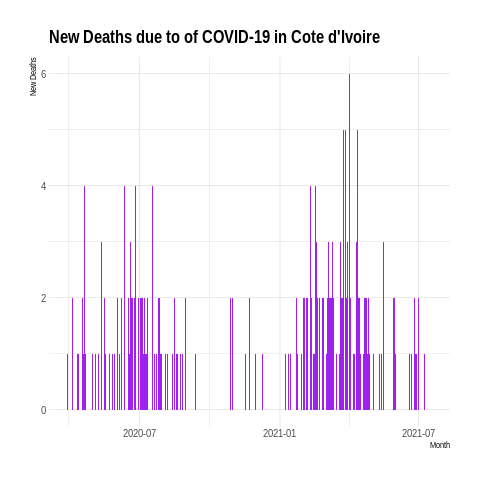 New Deaths due to of COVID-19 in Cote d'Ivoire
New Deaths
6
4
2
0
2020-07 2021-01 2021-07
Month